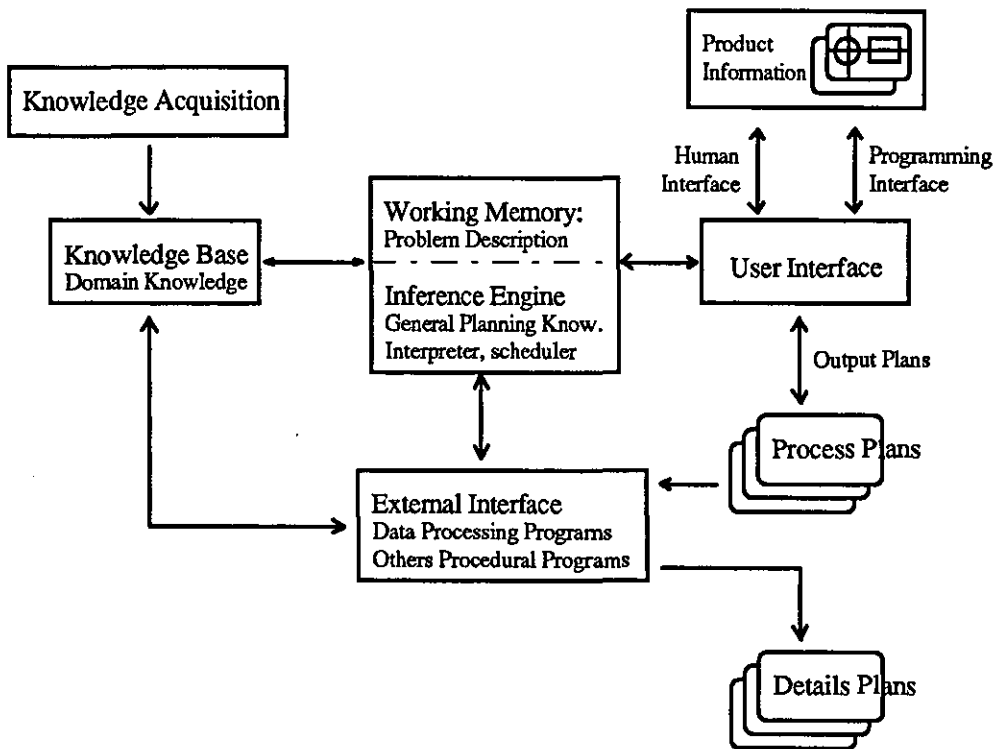 Product
Information
Knowledge Acquisition
Human
Interface
Programming
Interface
Working Memory:
Problem Description
Knowledge Base
Domain Knowledge
User Interface
Inference Engine
General Planning Know.
Interpreter, scheduler
Output Plans
Process Plans
External Interface
Data Processing Programs
Others Procedural Programs
Details Plans